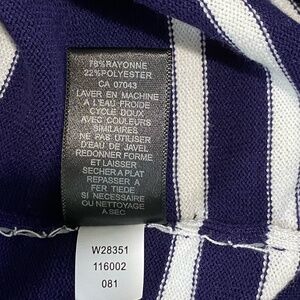 78%RAYONNE
22%POLYESTER
CA 07043
LAVER EN MACHINE
A L'EAU FROIDE
CYCLE DOUX
AVEC COULEURS
SIMILAIRES
NE PAS UTILISER
D'EAU DE JAVEL
REDONNER FORME
ET LAISSER
SECHER A PLAT
REPASSER A
FER TIEDE
SI NECESSAIRE
OU NETTOYAGE
A SEC
W28351
116002
081